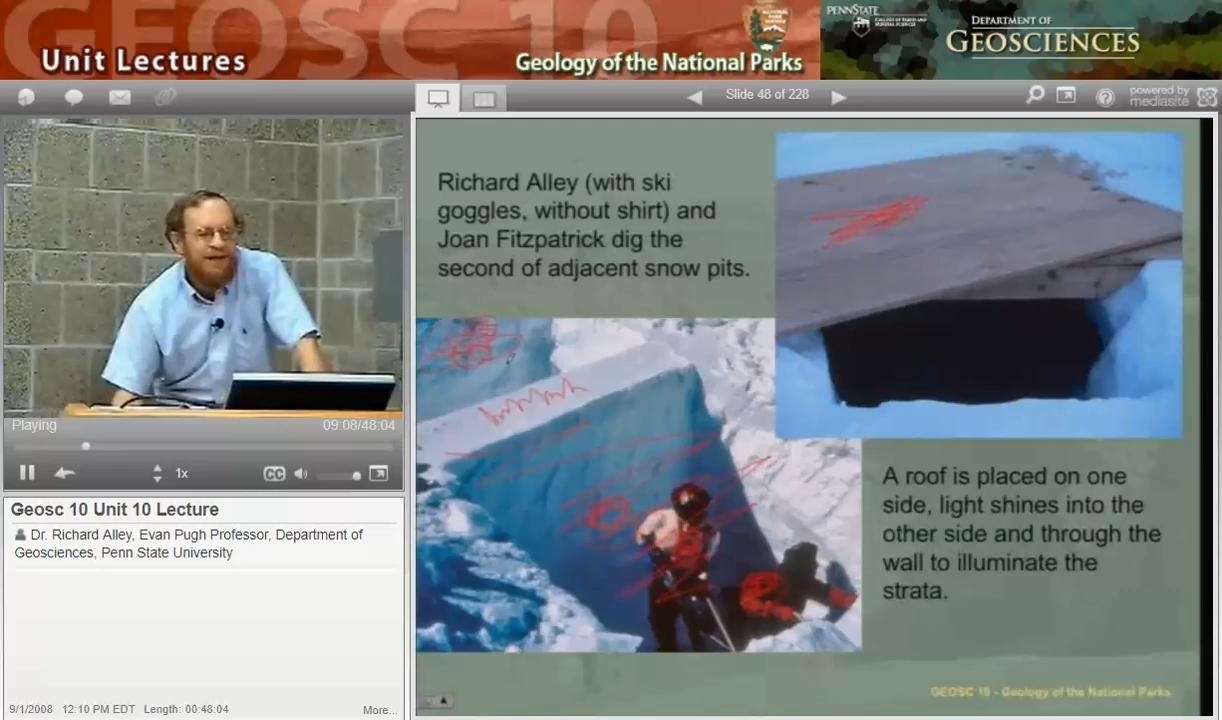 GEOSC 10
Unit Lectures
Geology of the National Parks
NATIONAL PARK SERVICE
PENNSTATE
DEPARTMENT OF
GEOSCIENCES
Slide 48 of 228
powered by
mediasite
Richard Alley (with ski
goggles, without shirt) and
Joan Fitzpatrick dig the
second of adjacent snow pits.
Playing
09:08/48:04
1x
CC
A roof is placed on one
side, light shines into the
other side and through the
wall to illuminate the
strata.
Geosc 10 Unit 10 Lecture
Dr. Richard Alley, Evan Pugh Professor, Department of
Geosciences, Penn State University
GEOSC 10 - Geology of the National Parks
9/1/2008 12:10 PM EDT Length: 00:48:04
More...